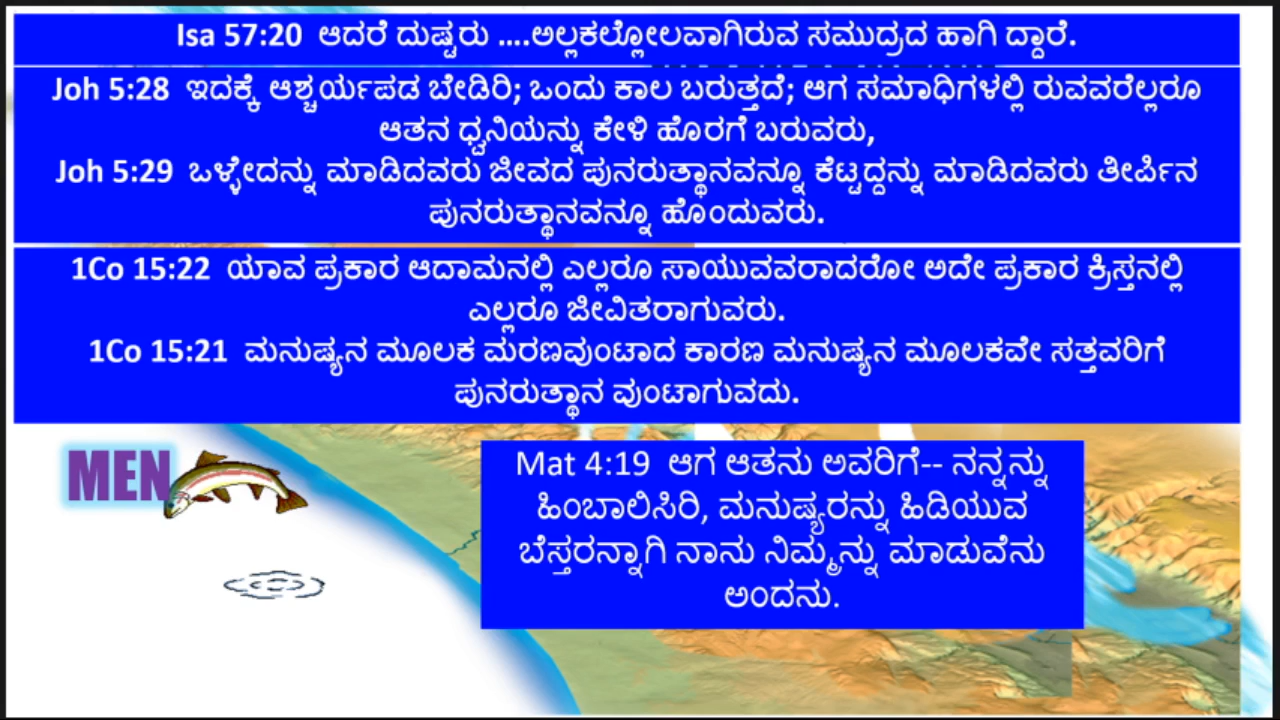 Isa 57:20 ಆದರೆ ದುಷ್ಟರು ....ಅಲ್ಲಕಲ್ಲೋಲವಾಗಿರುವ ಸಮುದ್ರದ ಹಾಗಿ ದ್ದಾರೆ.
Joh 5:28 ಇದಕ್ಕೆ ಆಶ್ಚರ್ಯಪಡ ಬೇಡಿರಿ; ಒಂದು ಕಾಲ ಬರುತ್ತದೆ; ಆಗ ಸಮಾಧಿಗಳಲ್ಲಿ ರುವವರೆಲ್ಲರೂ
ಆತನ ಧ್ವನಿಯನ್ನು ಕೇಳಿ ಹೊರಗೆ ಬರುವರು,
Joh 5:29 ಒಳ್ಳೇದನ್ನು ಮಾಡಿದವರು ಜೀವದ ಪುನರುತ್ಥಾನವನ್ನೂ ಕೆಟ್ಟದ್ದನ್ನು ಮಾಡಿದವರು ತೀರ್ಪಿನ
ಪುನರುತ್ಥಾನವನ್ನೂ ಹೊಂದುವರು.
1Co 15:22 ಯಾವ ಪ್ರಕಾರ ಆದಾಮನಲ್ಲಿ ಎಲ್ಲರೂ ಸಾಯುವವರಾದರೋ ಅದೇ ಪ್ರಕಾರ ಕ್ರಿಸ್ತನಲ್ಲಿ
ಎಲ್ಲರೂ ಜೀವಿತರಾಗುವರು.
1Co 15:21 ಮನುಷ್ಯನ ಮೂಲಕ ಮರಣವುಂಟಾದ ಕಾರಣ ಮನುಷ್ಯನ ಮೂಲಕವೇ ಸತ್ತವರಿಗೆ
ಪುನರುತ್ಥಾನ ವುಂಟಾಗುವದು.
MEN
Mat 4:19 ಆಗ ಆತನು ಅವರಿಗೆ-- ನನ್ನನ್ನು
ಹಿಂಬಾಲಿಸಿರಿ, ಮನುಷ್ಯರನ್ನು ಹಿಡಿಯುವ
ಬೆಸ್ತರನ್ನಾಗಿ ನಾನು ನಿಮ್ಮನ್ನು ಮಾಡುವೆನು
ಅಂದನು.